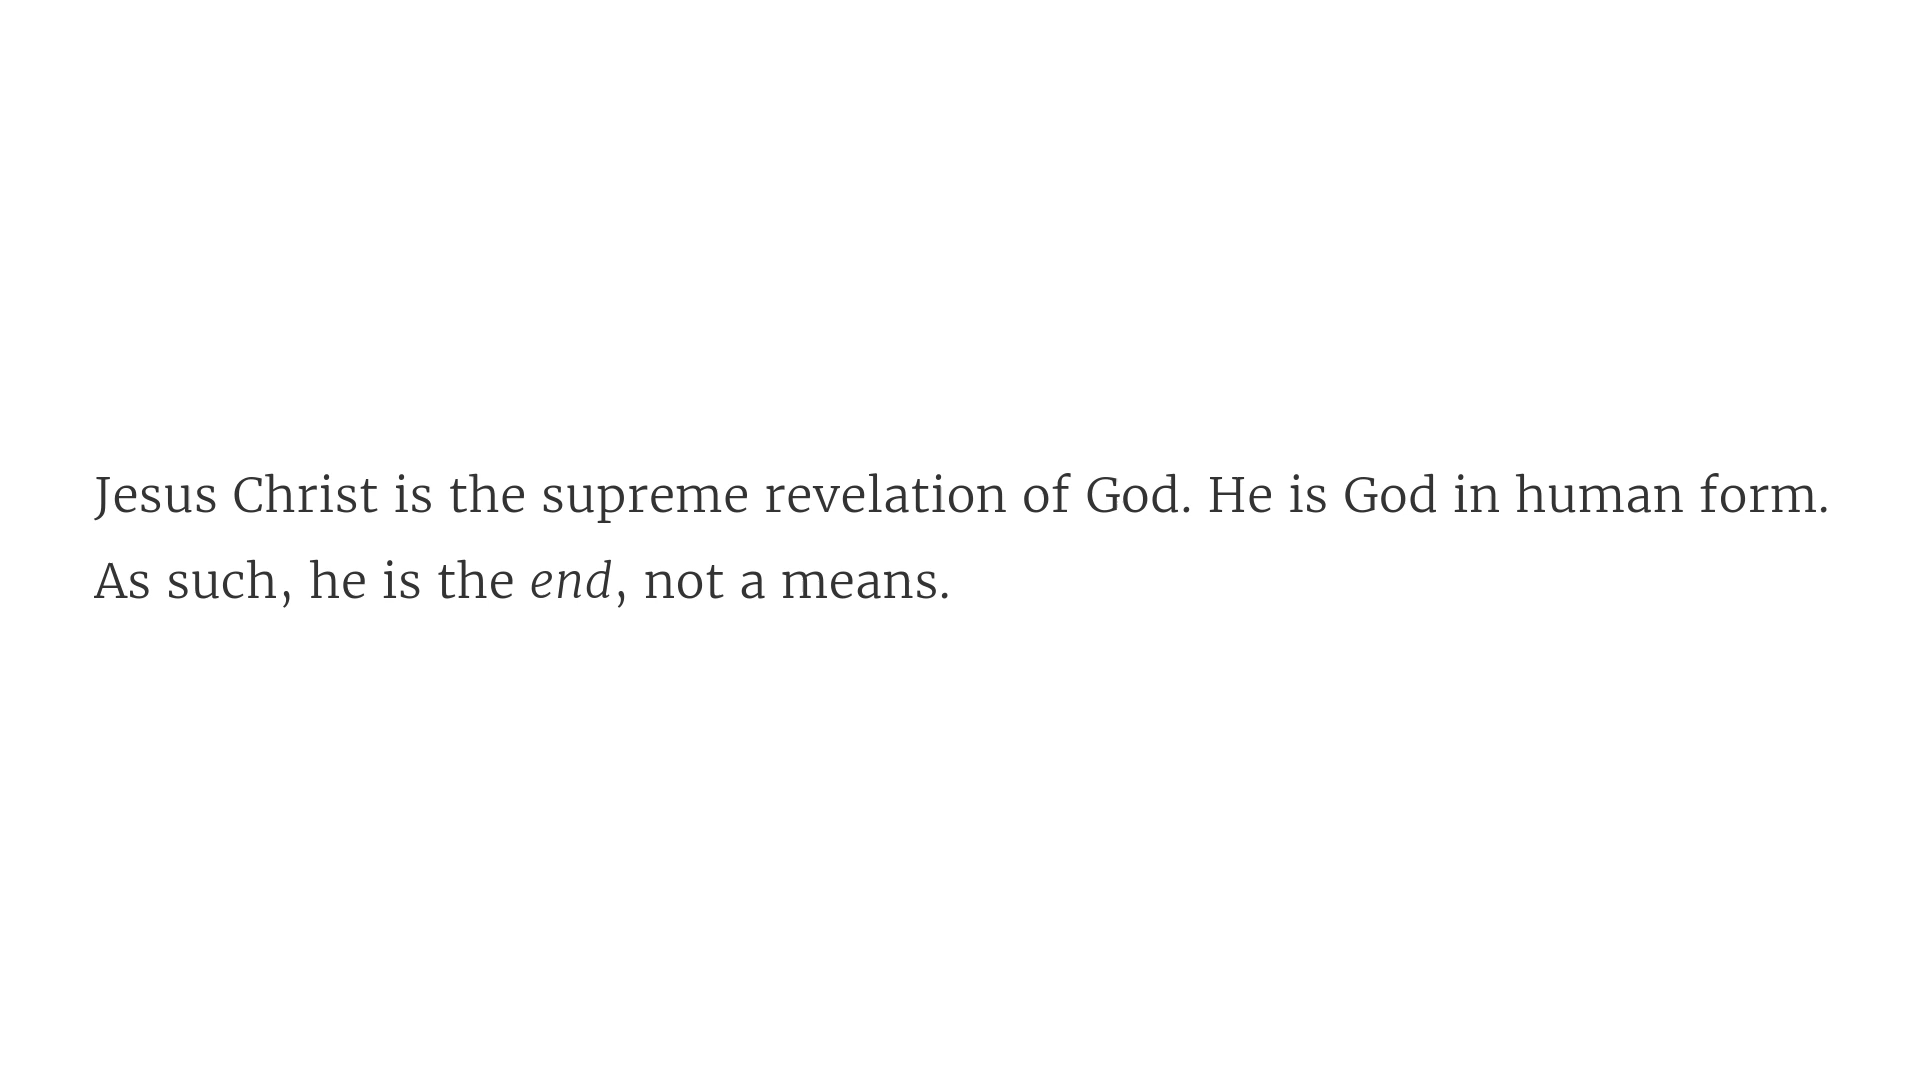 Jesus Christ is the supreme revelation of God. He is God in human form.
As such, he is the end, not a means.